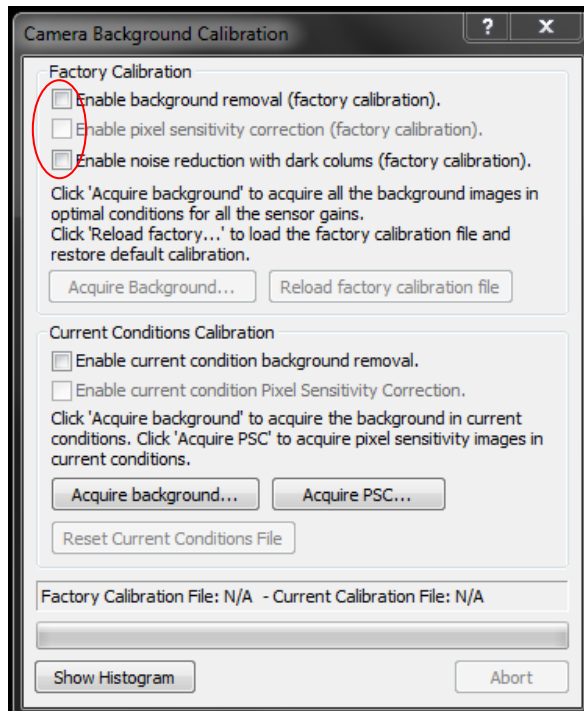 Camera Background Calibration
? x
Factory Calibration
Enable background removal (factory calibration).
Enable pixel sensitivity correction (factory calibration).
Enable noise reduction with dark colums (factory calibration).
Click 'Acquire background' to acquire all the background images in
optimal conditions for all the sensor gains.
Click 'Reload factory...' to load the factory calibration file and
restore default calibration.
Acquire Background... Reload factory calibration file
Current Conditions Calibration
Enable current condition background removal.
Enable current condition Pixel Sensitivity Correction.
Click 'Acquire background' to acquire the background in current
conditions. Click 'Acquire PSC' to acquire pixel sensitivity images in
current conditions.
Acquire background... Acquire PSC...
Reset Current Conditions File
Factory Calibration File: N/A - Current Calibration File: N/A
Show Histogram Abort